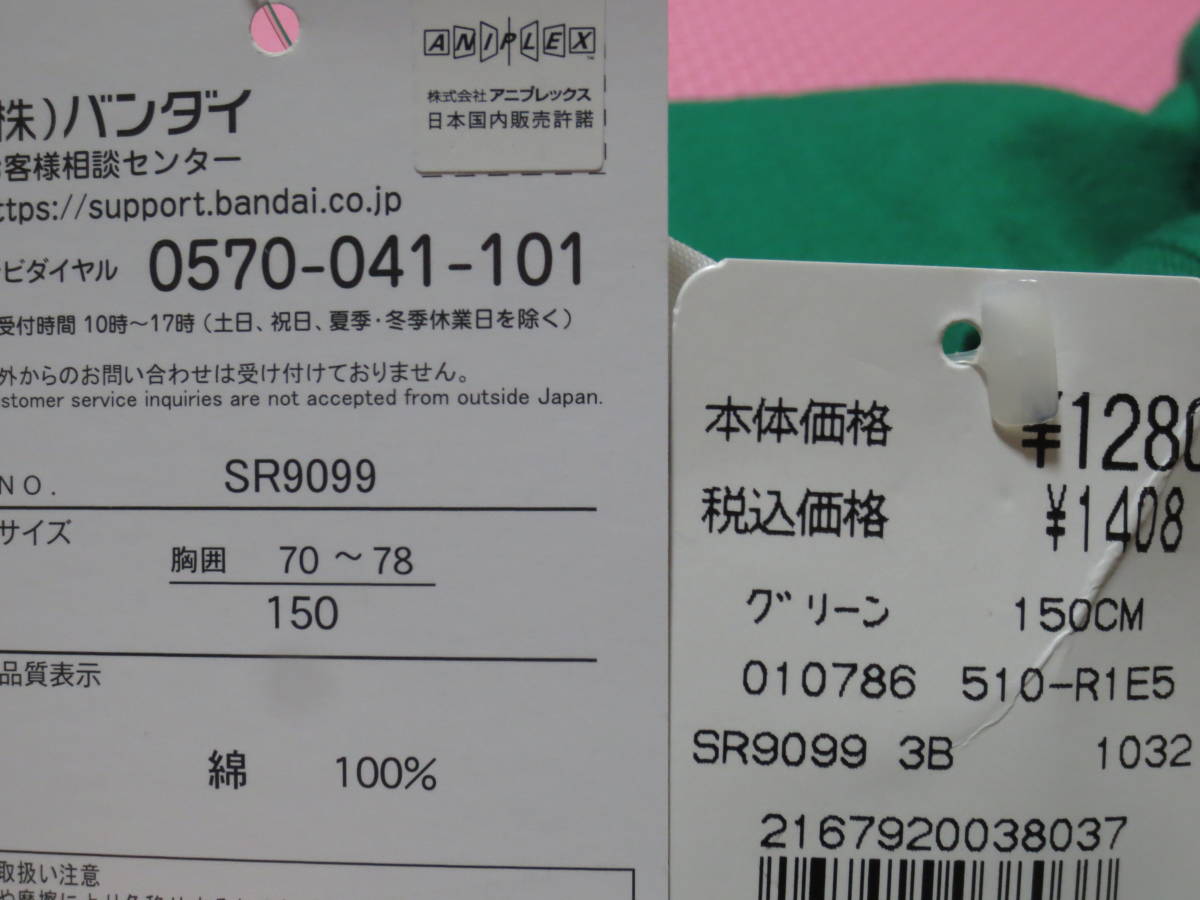 ANIPLEX
株式会社 アニプレックス
日本国内販売許諾
株)バンダイ
客様相談センター
ttps://support.bandai.co.jp
ビダイヤル 0570-041-101
受付時間 10時～17時（土日、祝日、夏季・冬季休業日を除く）
外からのお問い合わせは受け付けておりません。
stomer service inquiries are not accepted from outside Japan.
NO. SR9099
サイズ
胸囲 70～78
150
品質表示
綿 100%
取扱い注意
本体価格 ¥1280
税込価格 ¥1408
グリーン 150CM
010786 510-R1E5
SR9099 3B 1032
2167920038037